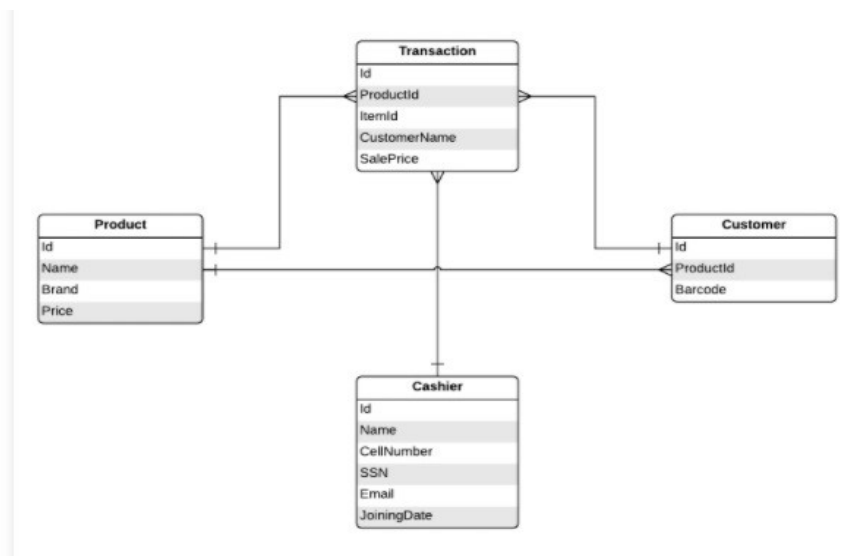 Transaction
Id
ProductId
ItemId
CustomerName
SalePrice
Product
Id
Name
Brand
Price
Customer
Id
ProductId
Barcode
Cashier
Id
Name
CellNumber
SSN
Email
JoiningDate